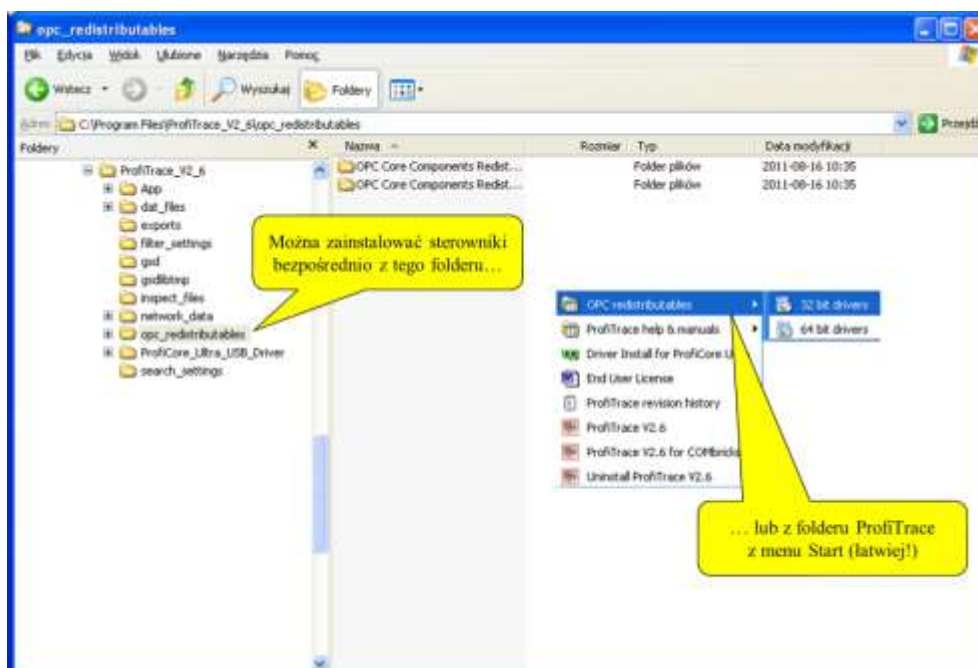 opc_redistributables
Plik Edycja Widok Ulubione Narzędzia Pomoc
Wstecz Wyszukaj Foldery
Adres C:\Program Files\ProfiTrace_V2_6\opc_redistributables Przejdź
Foldery × Nazwa Rozmiar Typ Data modyfikacji
ProfiTrace_V2_6
App
dat_files
exports
filter_settings
gsd
gsdlibtmp
inspect_files
network_data
opc_redistributables
ProfiCore_Ultra_USB_Driver
search_settings
OPC Core Components Redist... Folder plików 2011-08-16 10:35
OPC Core Components Redist... Folder plików 2011-08-16 10:35
Można zainstalować sterowniki
bezpośrednio z tego folderu…
OPC redistributables
32 bit drivers
64 bit drivers
ProfiTrace help & manuals
Driver Install for ProfiCore U
End User License
ProfiTrace revision history
ProfiTrace V2.6
ProfiTrace V2.6 for COMbricks
Uninstall ProfiTrace V2.6
… lub z folderu ProfiTrace
z menu Start (łatwiej!)